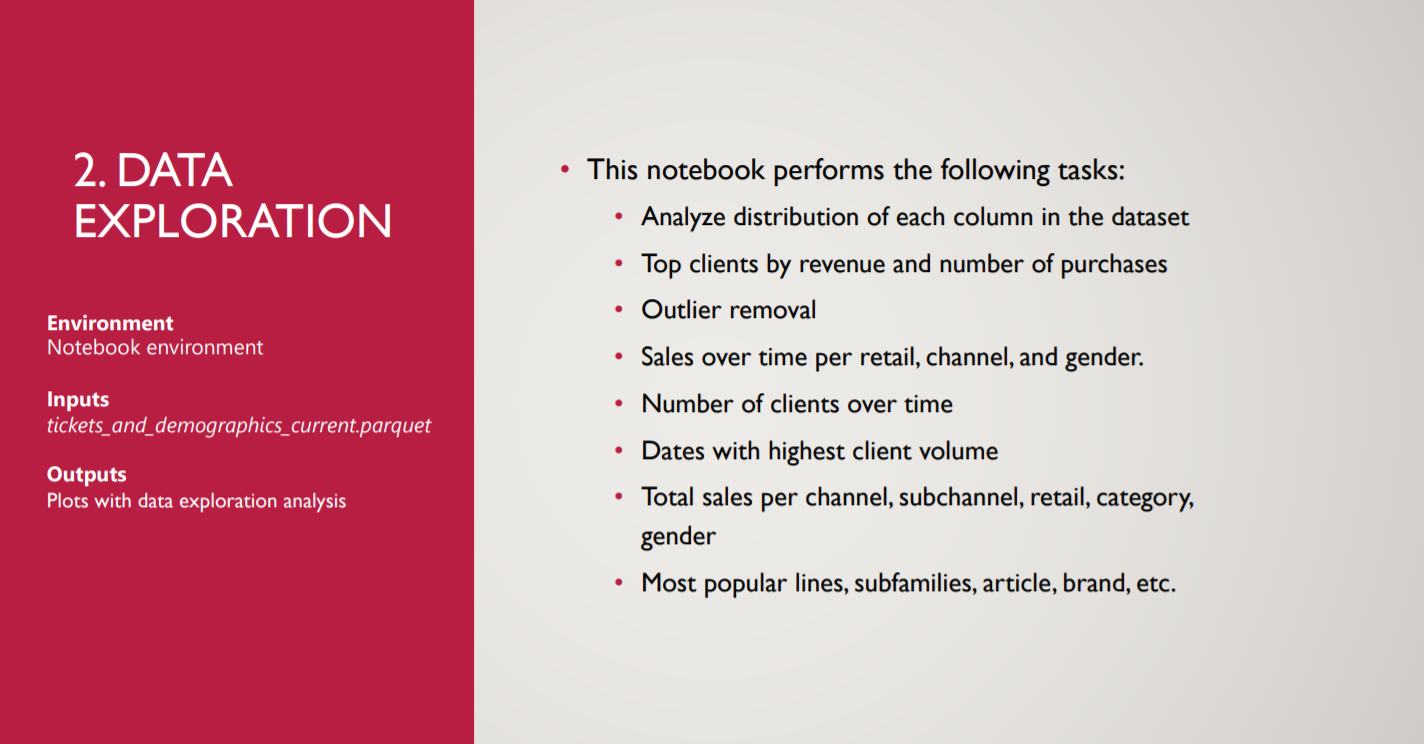 2. DATA
EXPLORATION
Environment
Notebook environment
Inputs
tickets_and_demographics_current.parquet
Outputs
Plots with data exploration analysis
• This notebook performs the following tasks:
• Analyze distribution of each column in the dataset
• Top clients by revenue and number of purchases
• Outlier removal
• Sales over time per retail, channel, and gender.
• Number of clients over time
• Dates with highest client volume
• Total sales per channel, subchannel, retail, category,
gender
• Most popular lines, subfamilies, article, brand, etc.